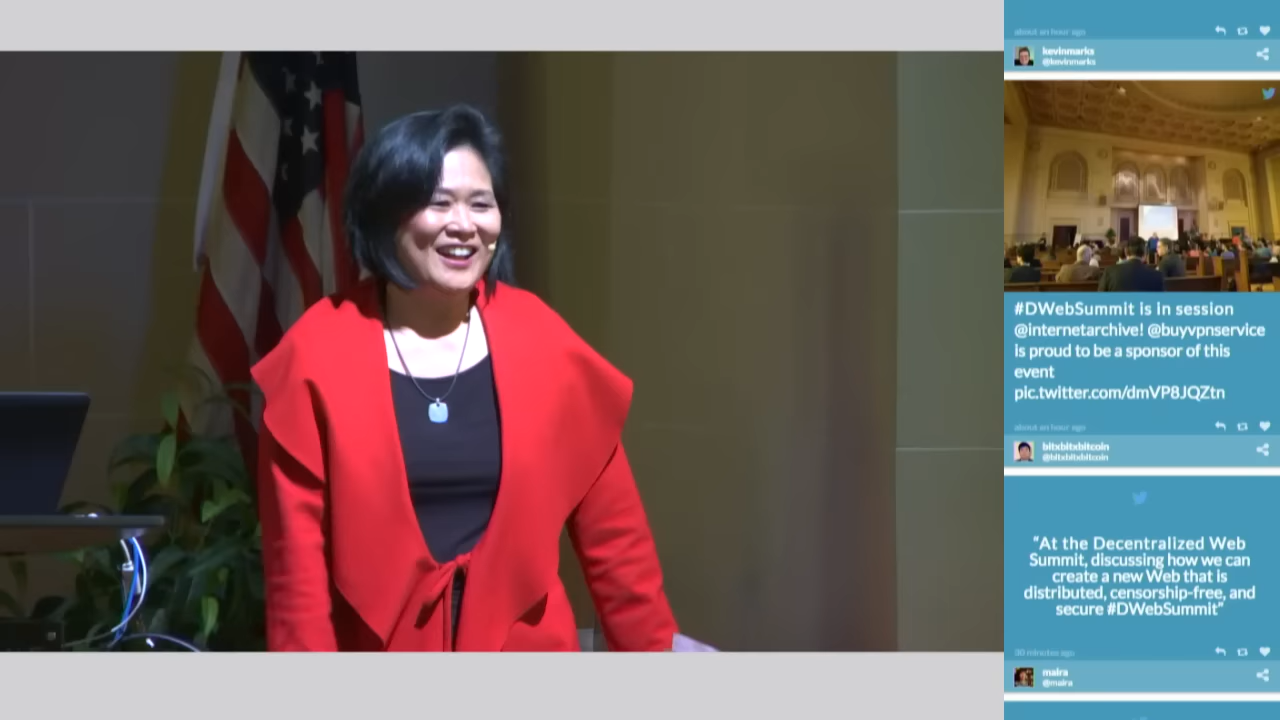 about an hour ago
kevinmarks
@kevinmarks
#DWebSummit is in session
@internetarchive! @buyvpnservice
is proud to be a sponsor of this
event
pic.twitter.com/dmVP8JQZtn
about an hour ago
bitxbitxbitcoin
@bitxbitxbitcoin
"At the Decentralized Web
Summit, discussing how we can
create a new Web that is
distributed, censorship-free, and
secure #DWebSummit"
30 minutes ago
maira
@maira